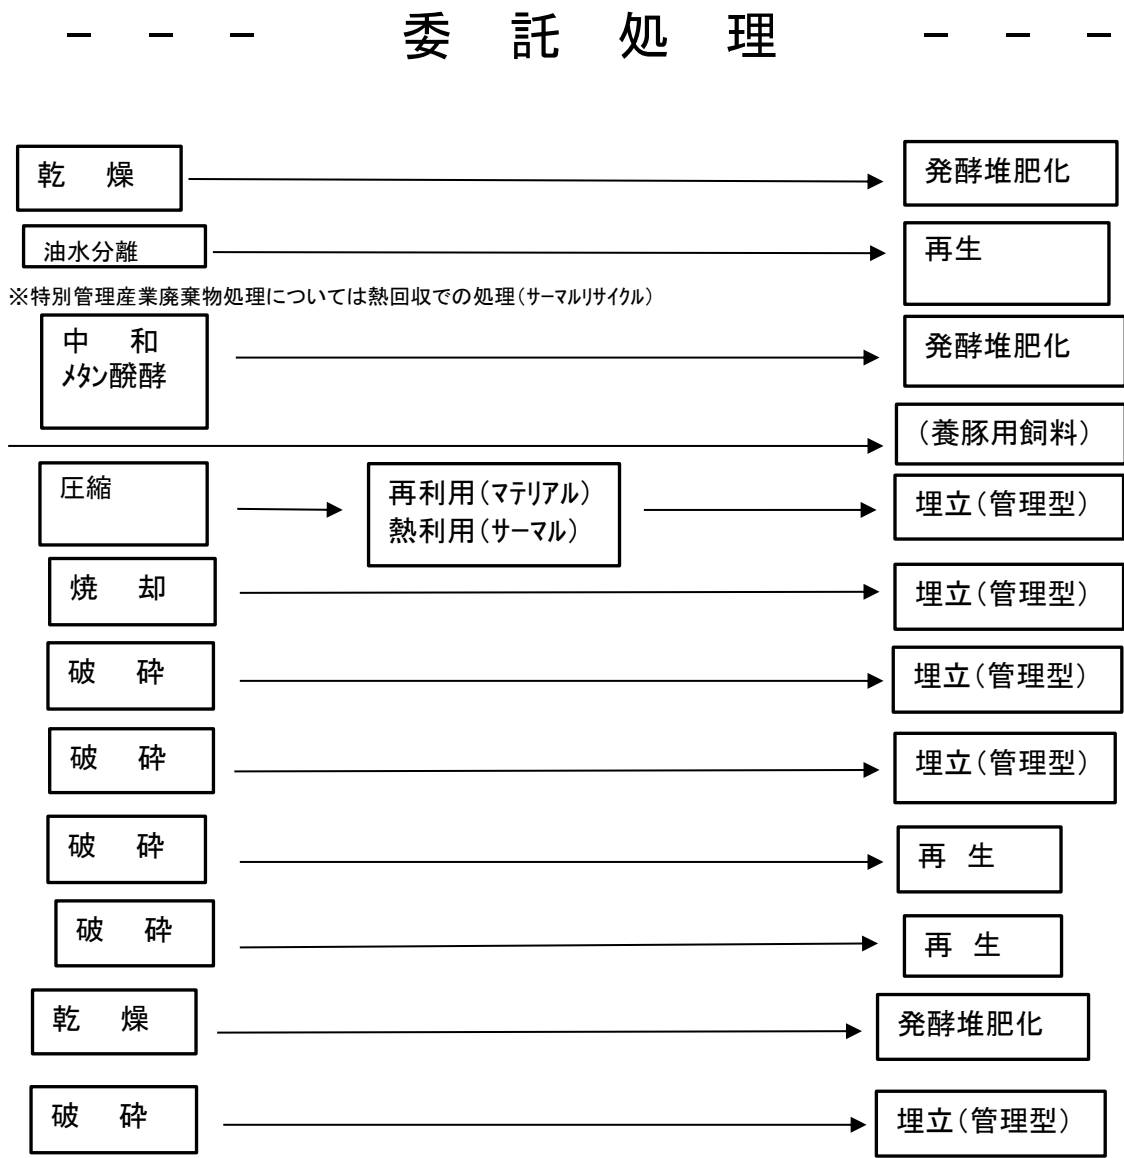 - - - 委 託 処 理 - - -
乾 燥 発酵堆肥化
油水分離 再生
※特別管理産業廃棄物処理については熱回収での処理(サーマルリサイクル)
中 和 発酵堆肥化
メタン醗酵
(養豚用飼料)
圧縮 再利用(マテリアル) 埋立(管理型)
熱利用(サーマル)
焼 却 埋立(管理型)
破 砕 埋立(管理型)
破 砕 埋立(管理型)
破 砕 再 生
破 砕 再 生
乾 燥 発酵堆肥化
破 砕 埋立(管理型)